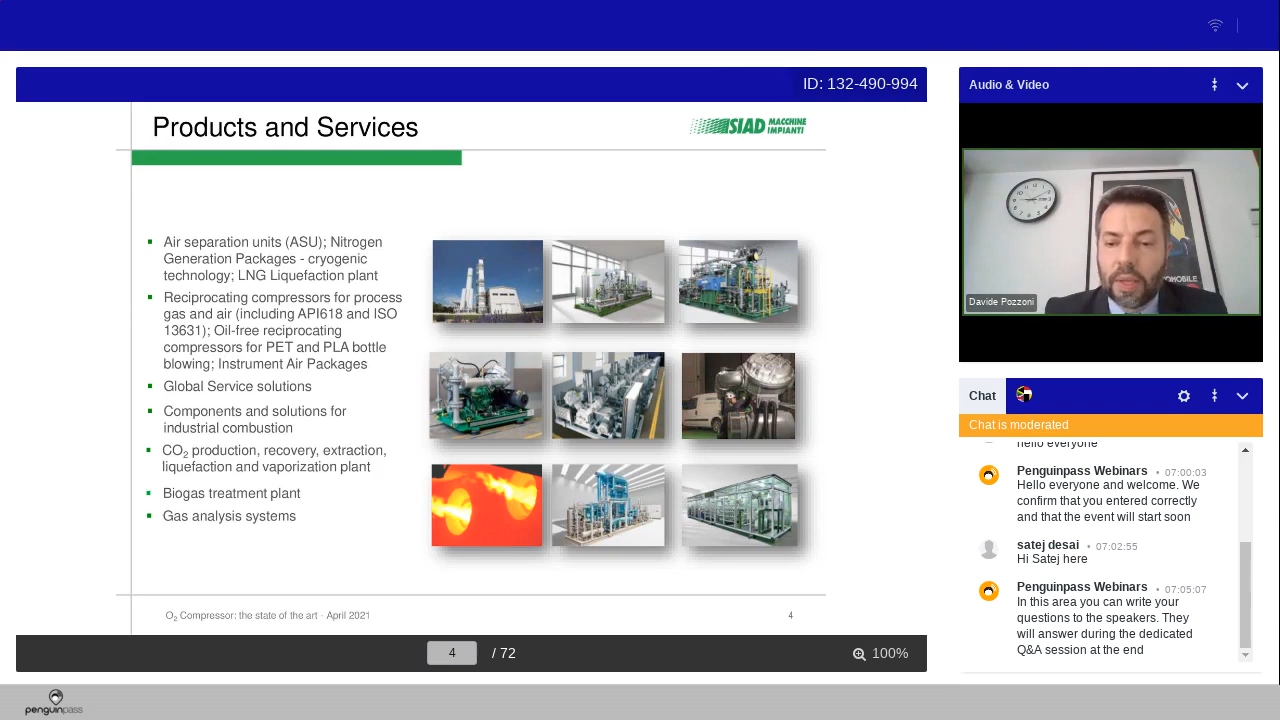 ID: 132-490-994
Products and Services
SIAD MACCHINE
IMPIANTI
Air separation units (ASU); Nitrogen
Generation Packages - cryogenic
technology; LNG Liquefaction plant
Reciprocating compressors for process
gas and air (including API618 and ISO
13631); Oil-free reciprocating
compressors for PET and PLA bottle
blowing; Instrument Air Packages
Global Service solutions
Components and solutions for
industrial combustion
CO2 production, recovery, extraction,
liquefaction and vaporization plant
Biogas treatment plant
Gas analysis systems
O2 Compressor: the state of the art - April 2021
4
4 / 72
100%
Audio & Video
Davide Pozzoni
Chat
Chat is moderated
hello everyone
Penguinpass Webinars • 07:00:03
Hello everyone and welcome. We
confirm that you entered correctly
and that the event will start soon
satej desai • 07:02:55
Hi Satej here
Penguinpass Webinars • 07:05:07
In this area you can write your
questions to the speakers. They
will answer during the dedicated
Q&A session at the end
penguinpass